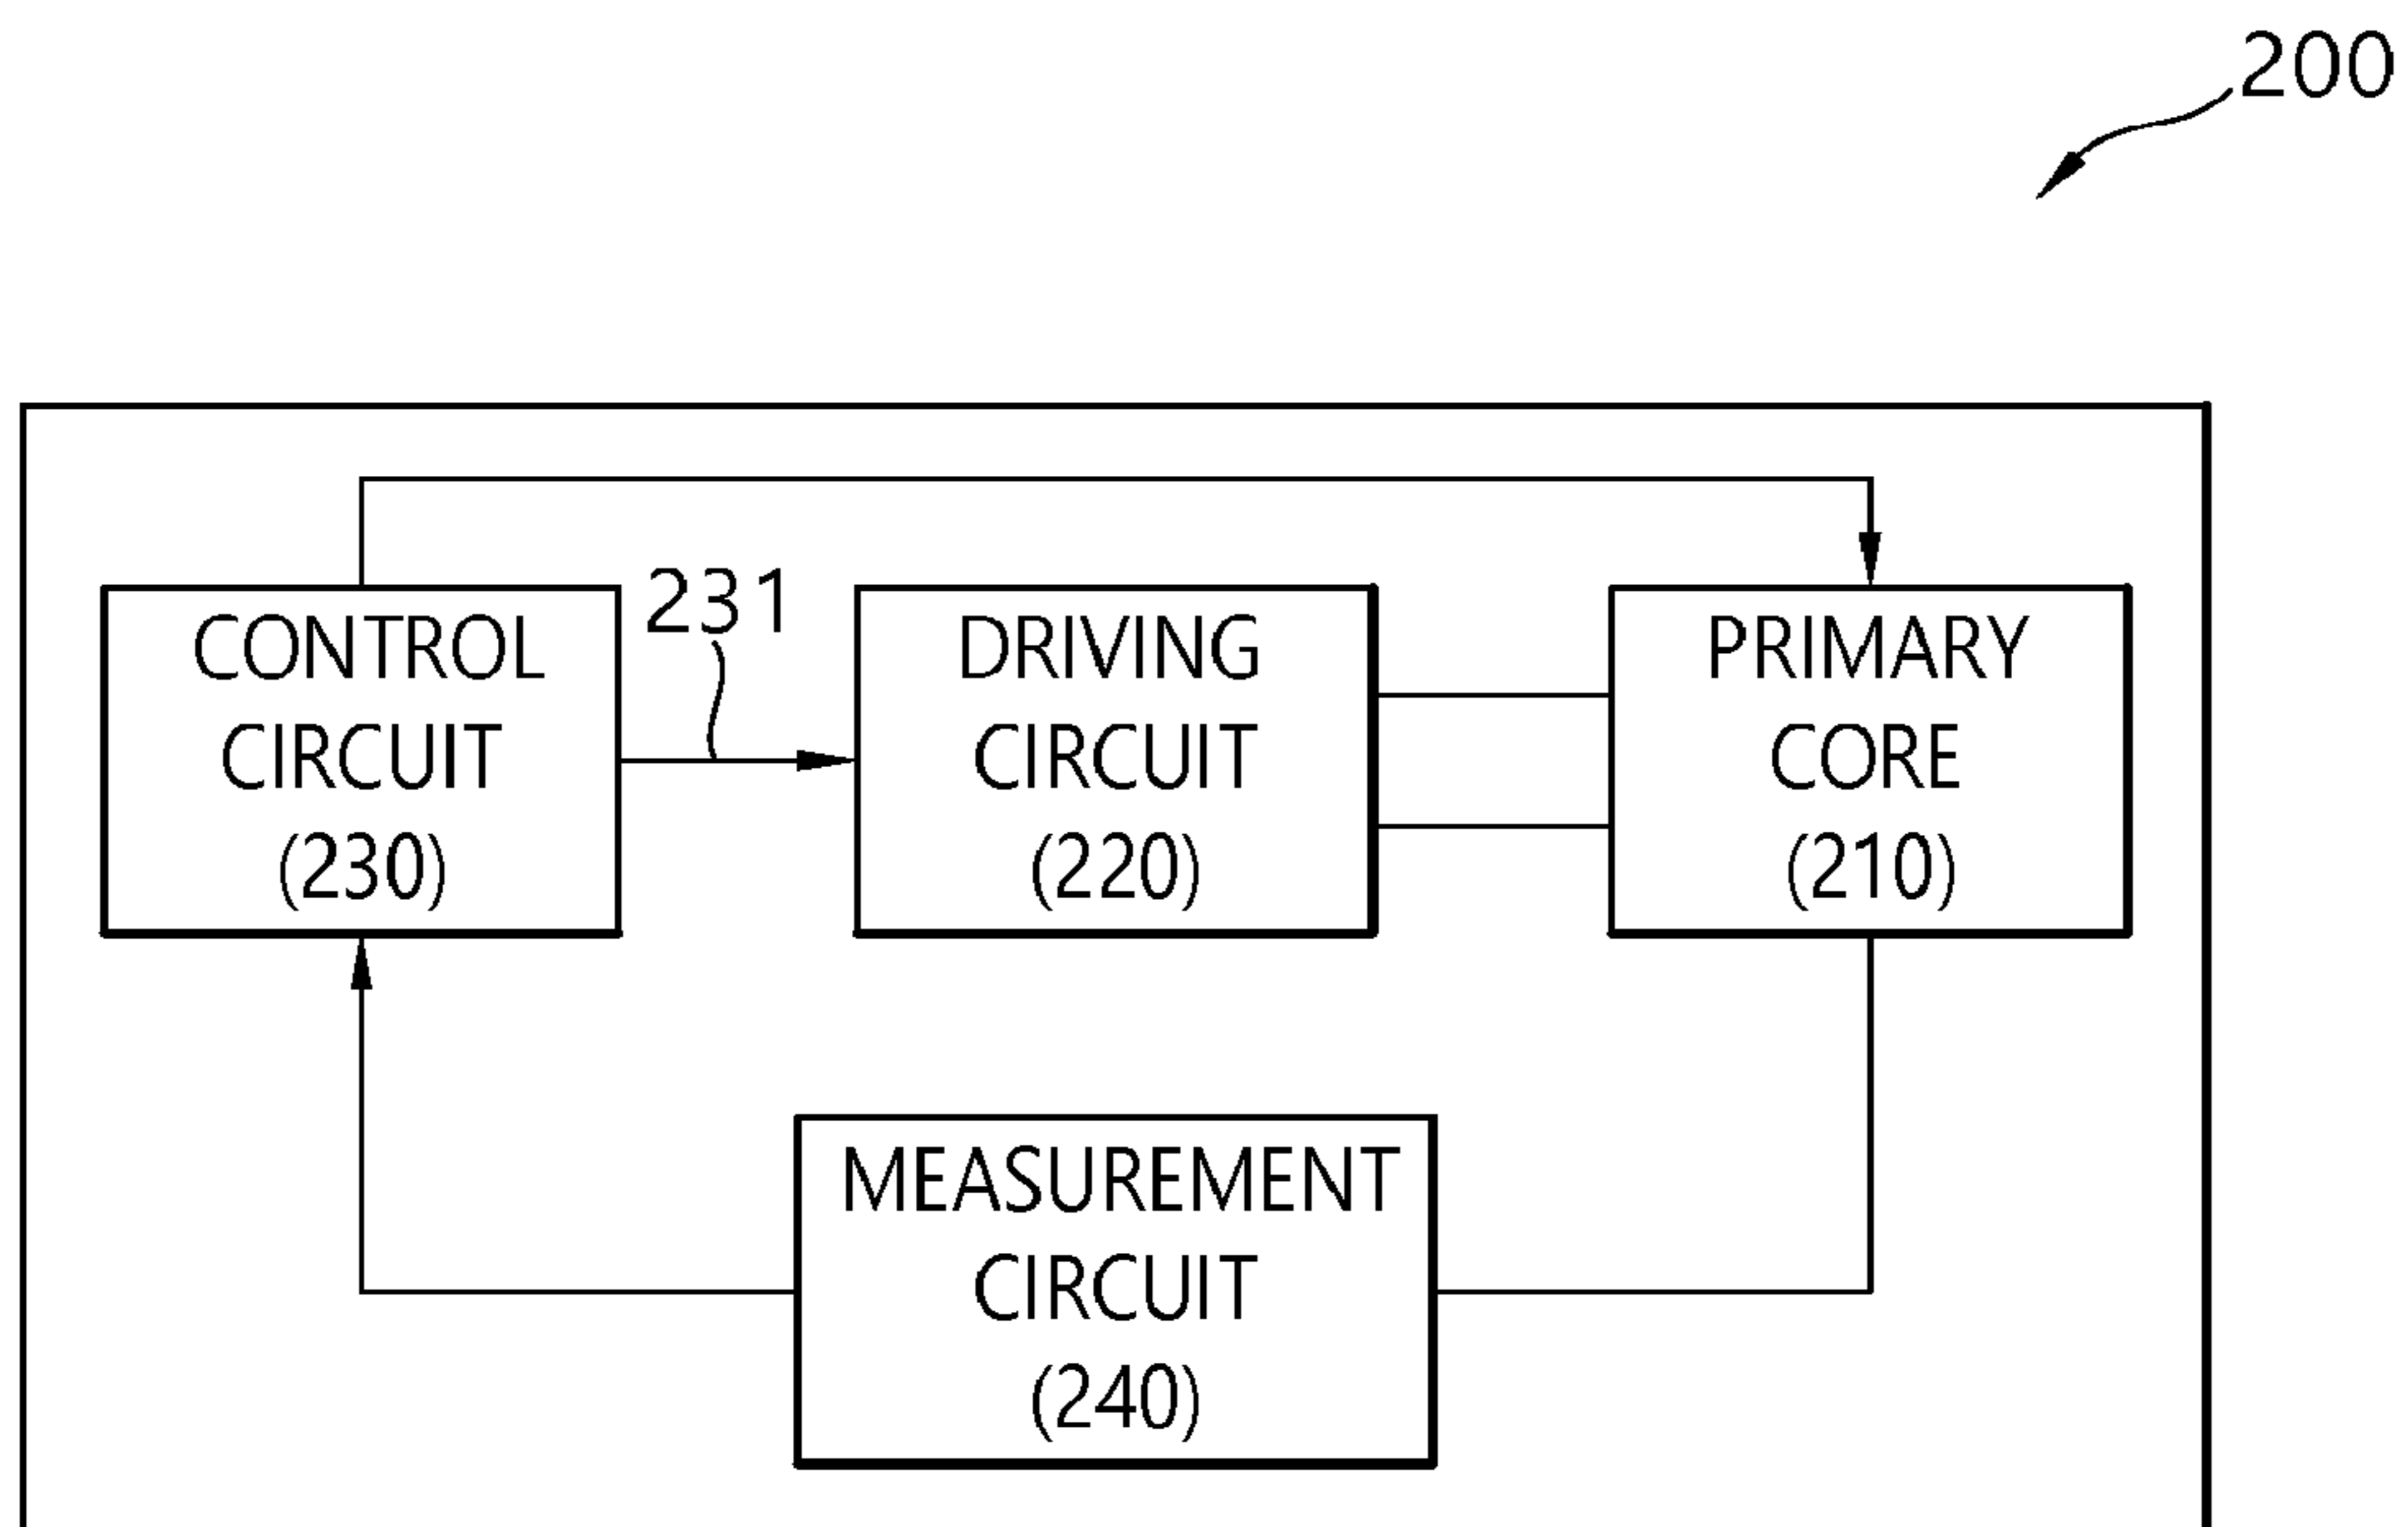 200
231
CONTROL
CIRCUIT
(230)
DRIVING
CIRCUIT
(220)
PRIMARY
CORE
(210)
MEASUREMENT
CIRCUIT
(240)